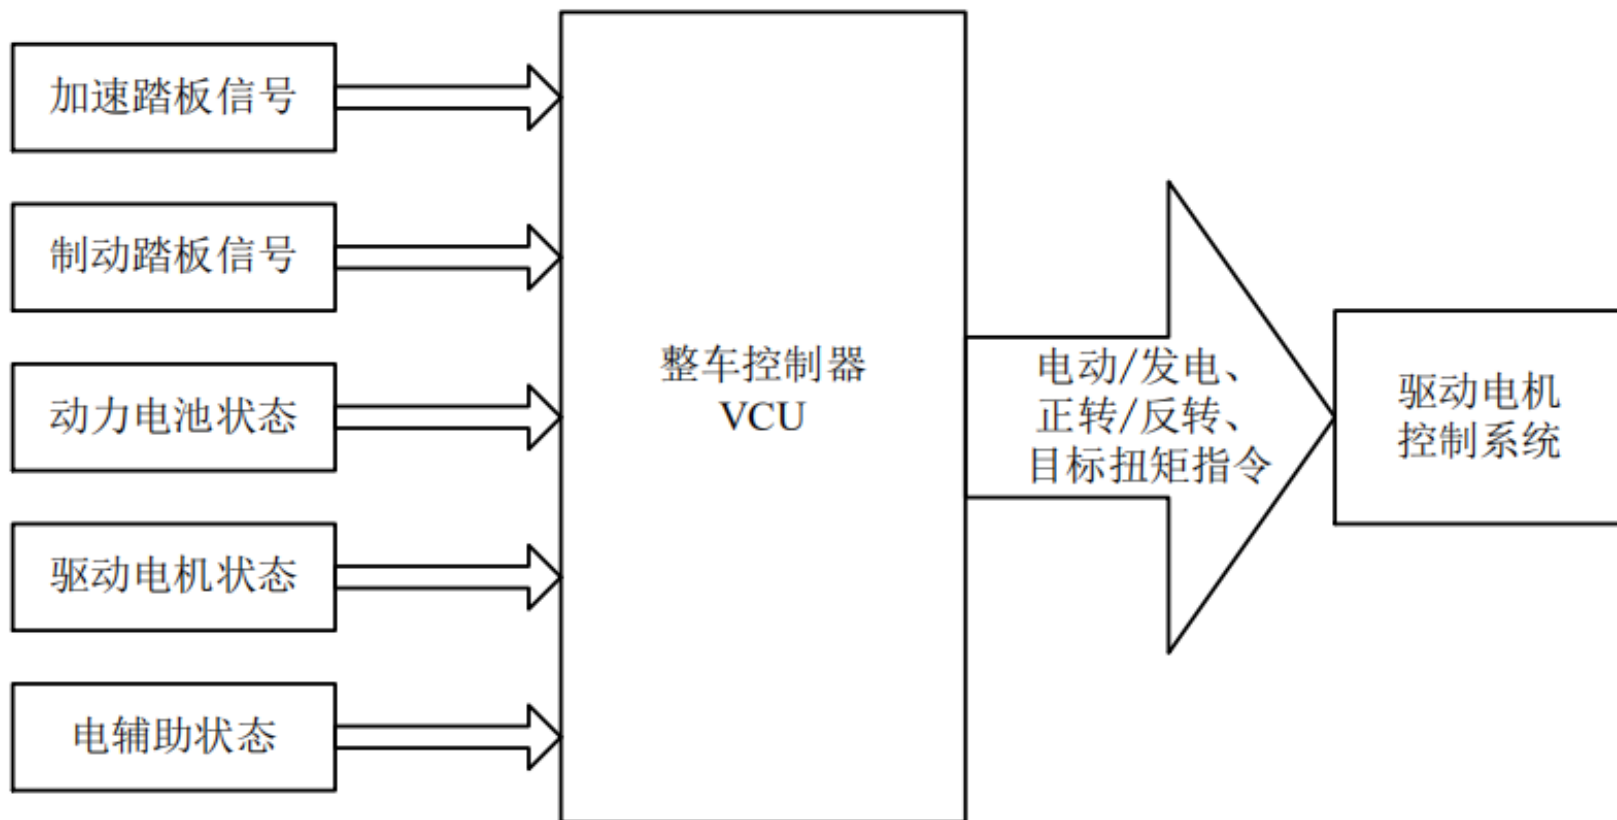 加速踏板信号
制动踏板信号
动力电池状态
驱动电机状态
电辅助状态
整车控制器
VCU
电动/发电、
正转/反转、
目标扭矩指令
驱动电机
控制系统